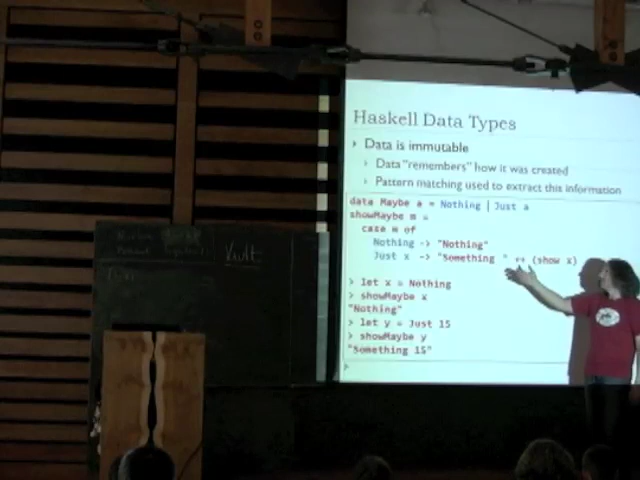 Haskell Data Types
Data is immutable
Data "remembers" how it was created
Pattern matching used to extract this information
data Maybe a = Nothing | Just a
showMaybe m =
case m of
Nothing -> "Nothing"
Just x -> "Something " ++ (show x)
> let x = Nothing
> showMaybe x
"Nothing"
> let y = Just 15
> showMaybe y
"Something 15"
Vault